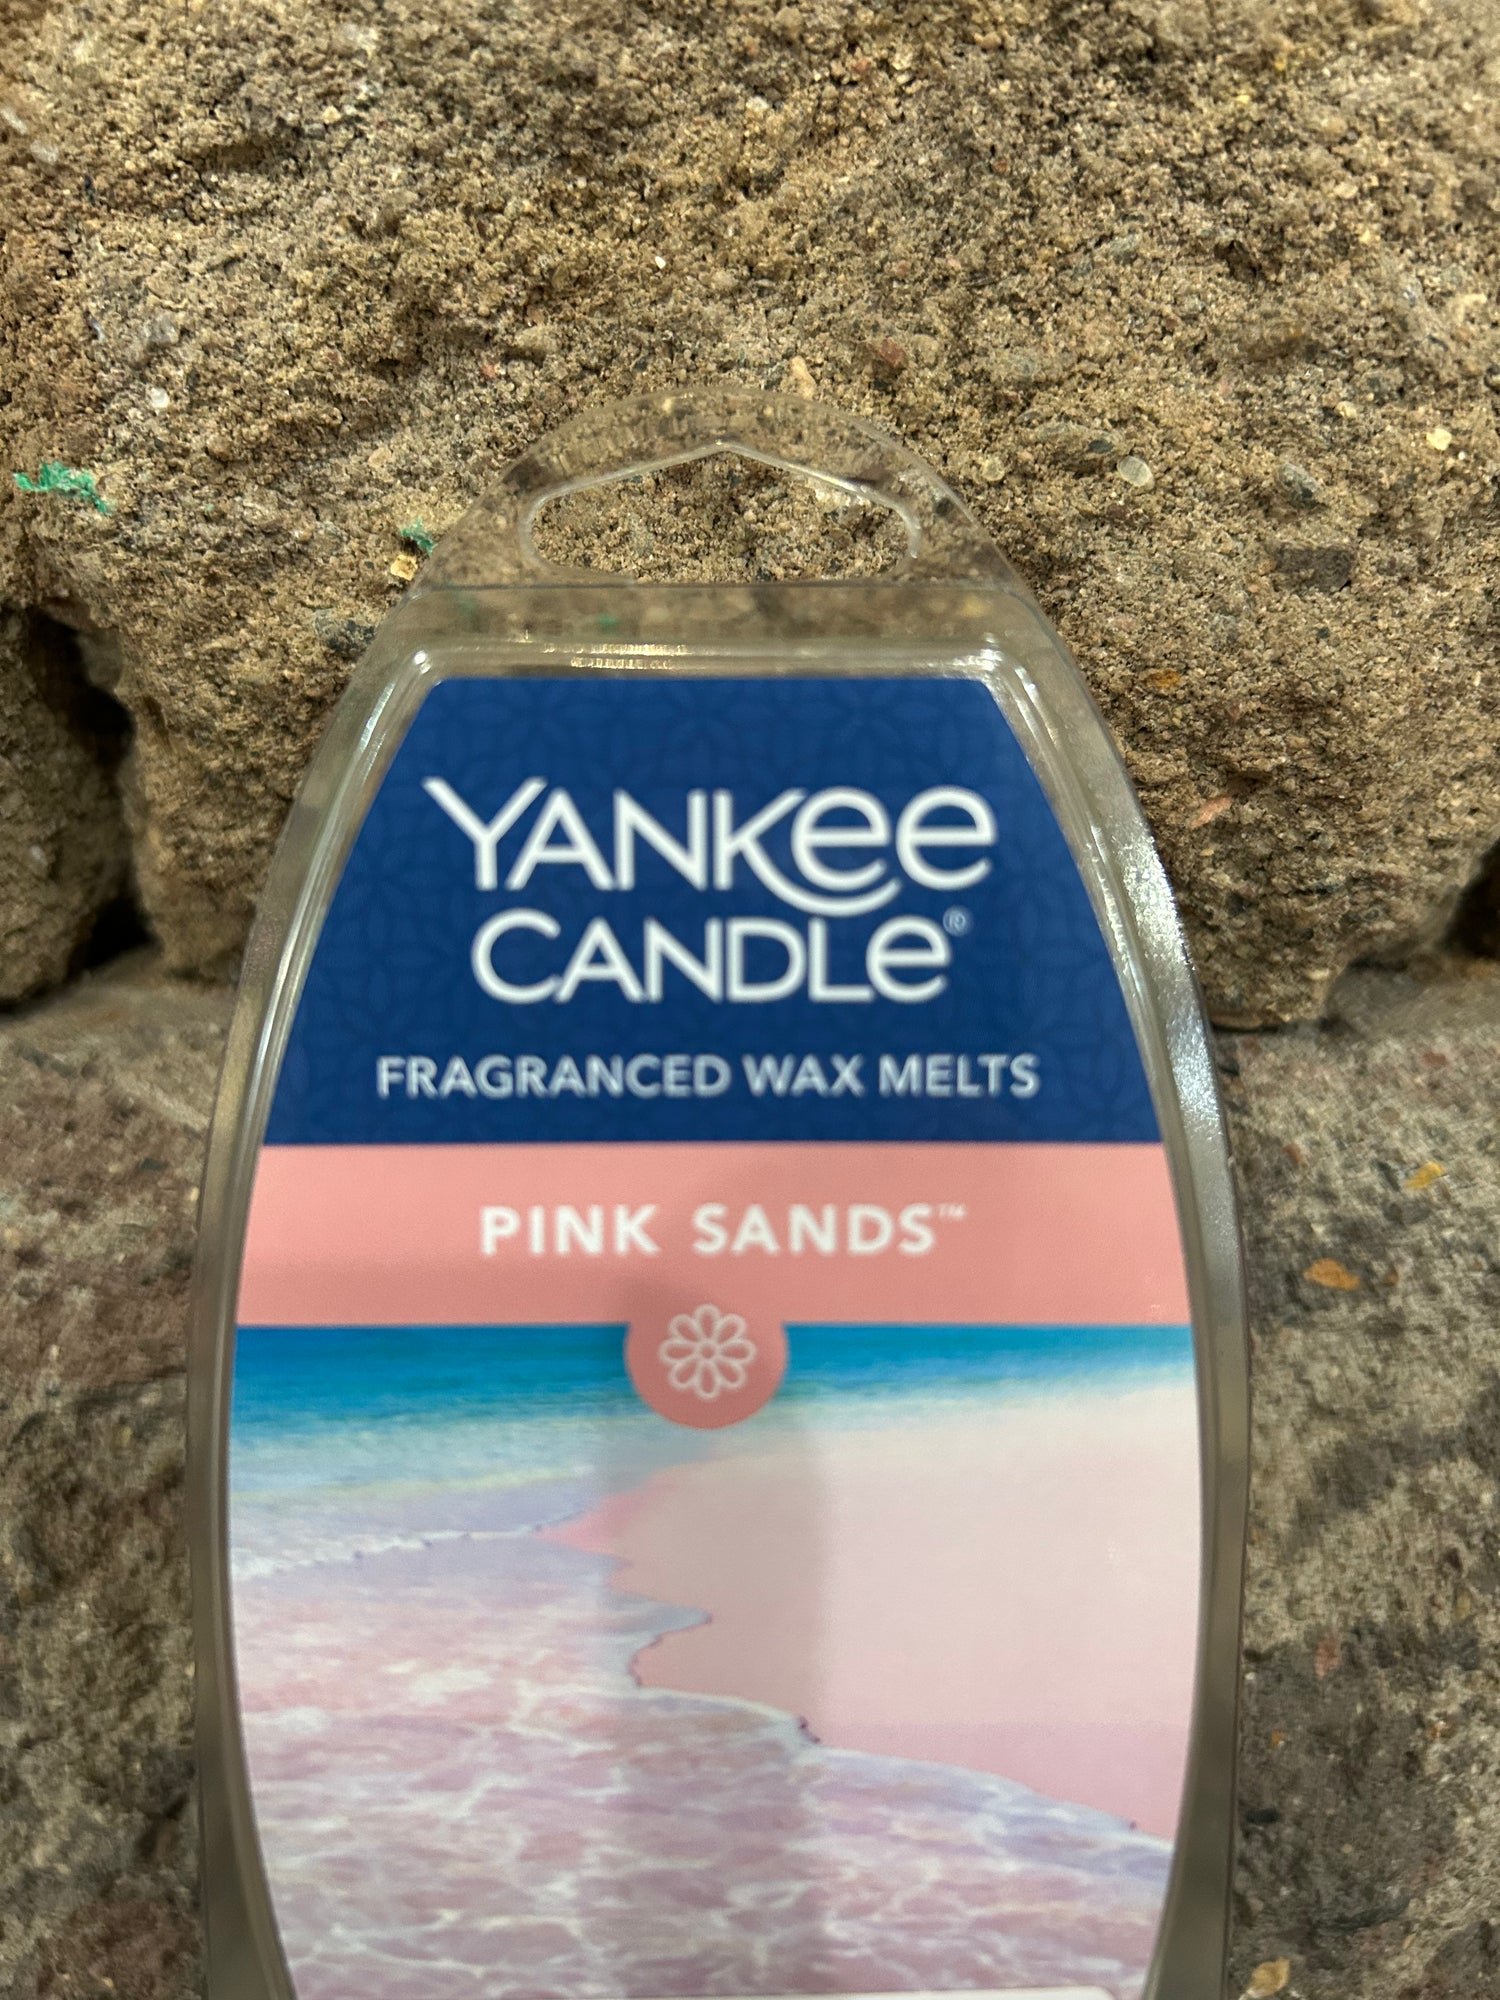 YANKEE
CANDLE®
FRAGRANCED WAX MELTS
PINK SANDS™